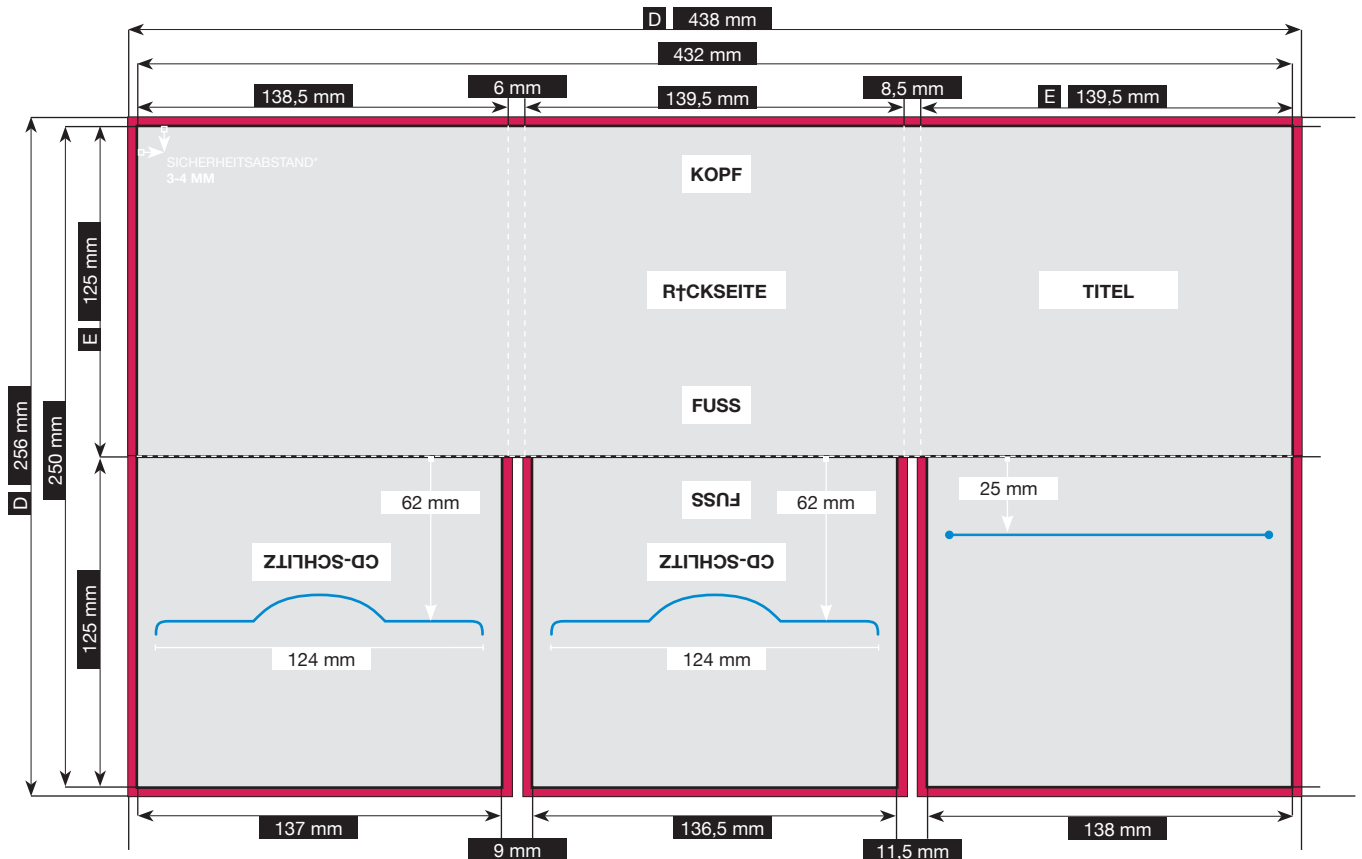 D 438 mm
432 mm
138,5 mm
6 mm
139,5 mm
8,5 mm
E 139,5 mm
SICHERHEITSABSTAND*
3-4 MM
KOPF
R†CKSEITE
TITEL
FUSS
D 256 mm
250 mm
E 125 mm
125 mm
62 mm
FUSS
62 mm
25 mm
CD-SCHLITZ
CD-SCHLITZ
124 mm
124 mm
137 mm
9 mm
136,5 mm
11,5 mm
138 mm